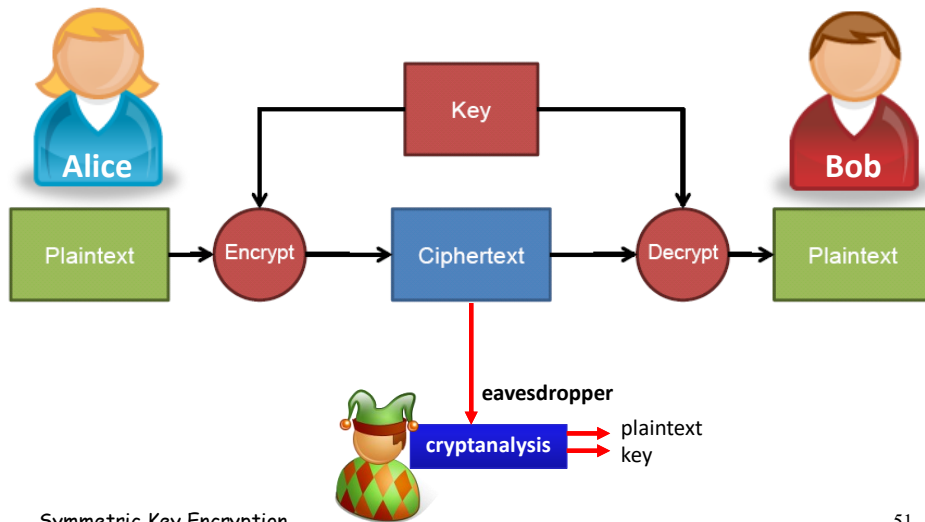 Key
Alice
Bob
Plaintext
Encrypt
Ciphertext
Decrypt
Plaintext
eavesdropper
cryptanalysis
plaintext
key
Symmetric Key Encryption
51